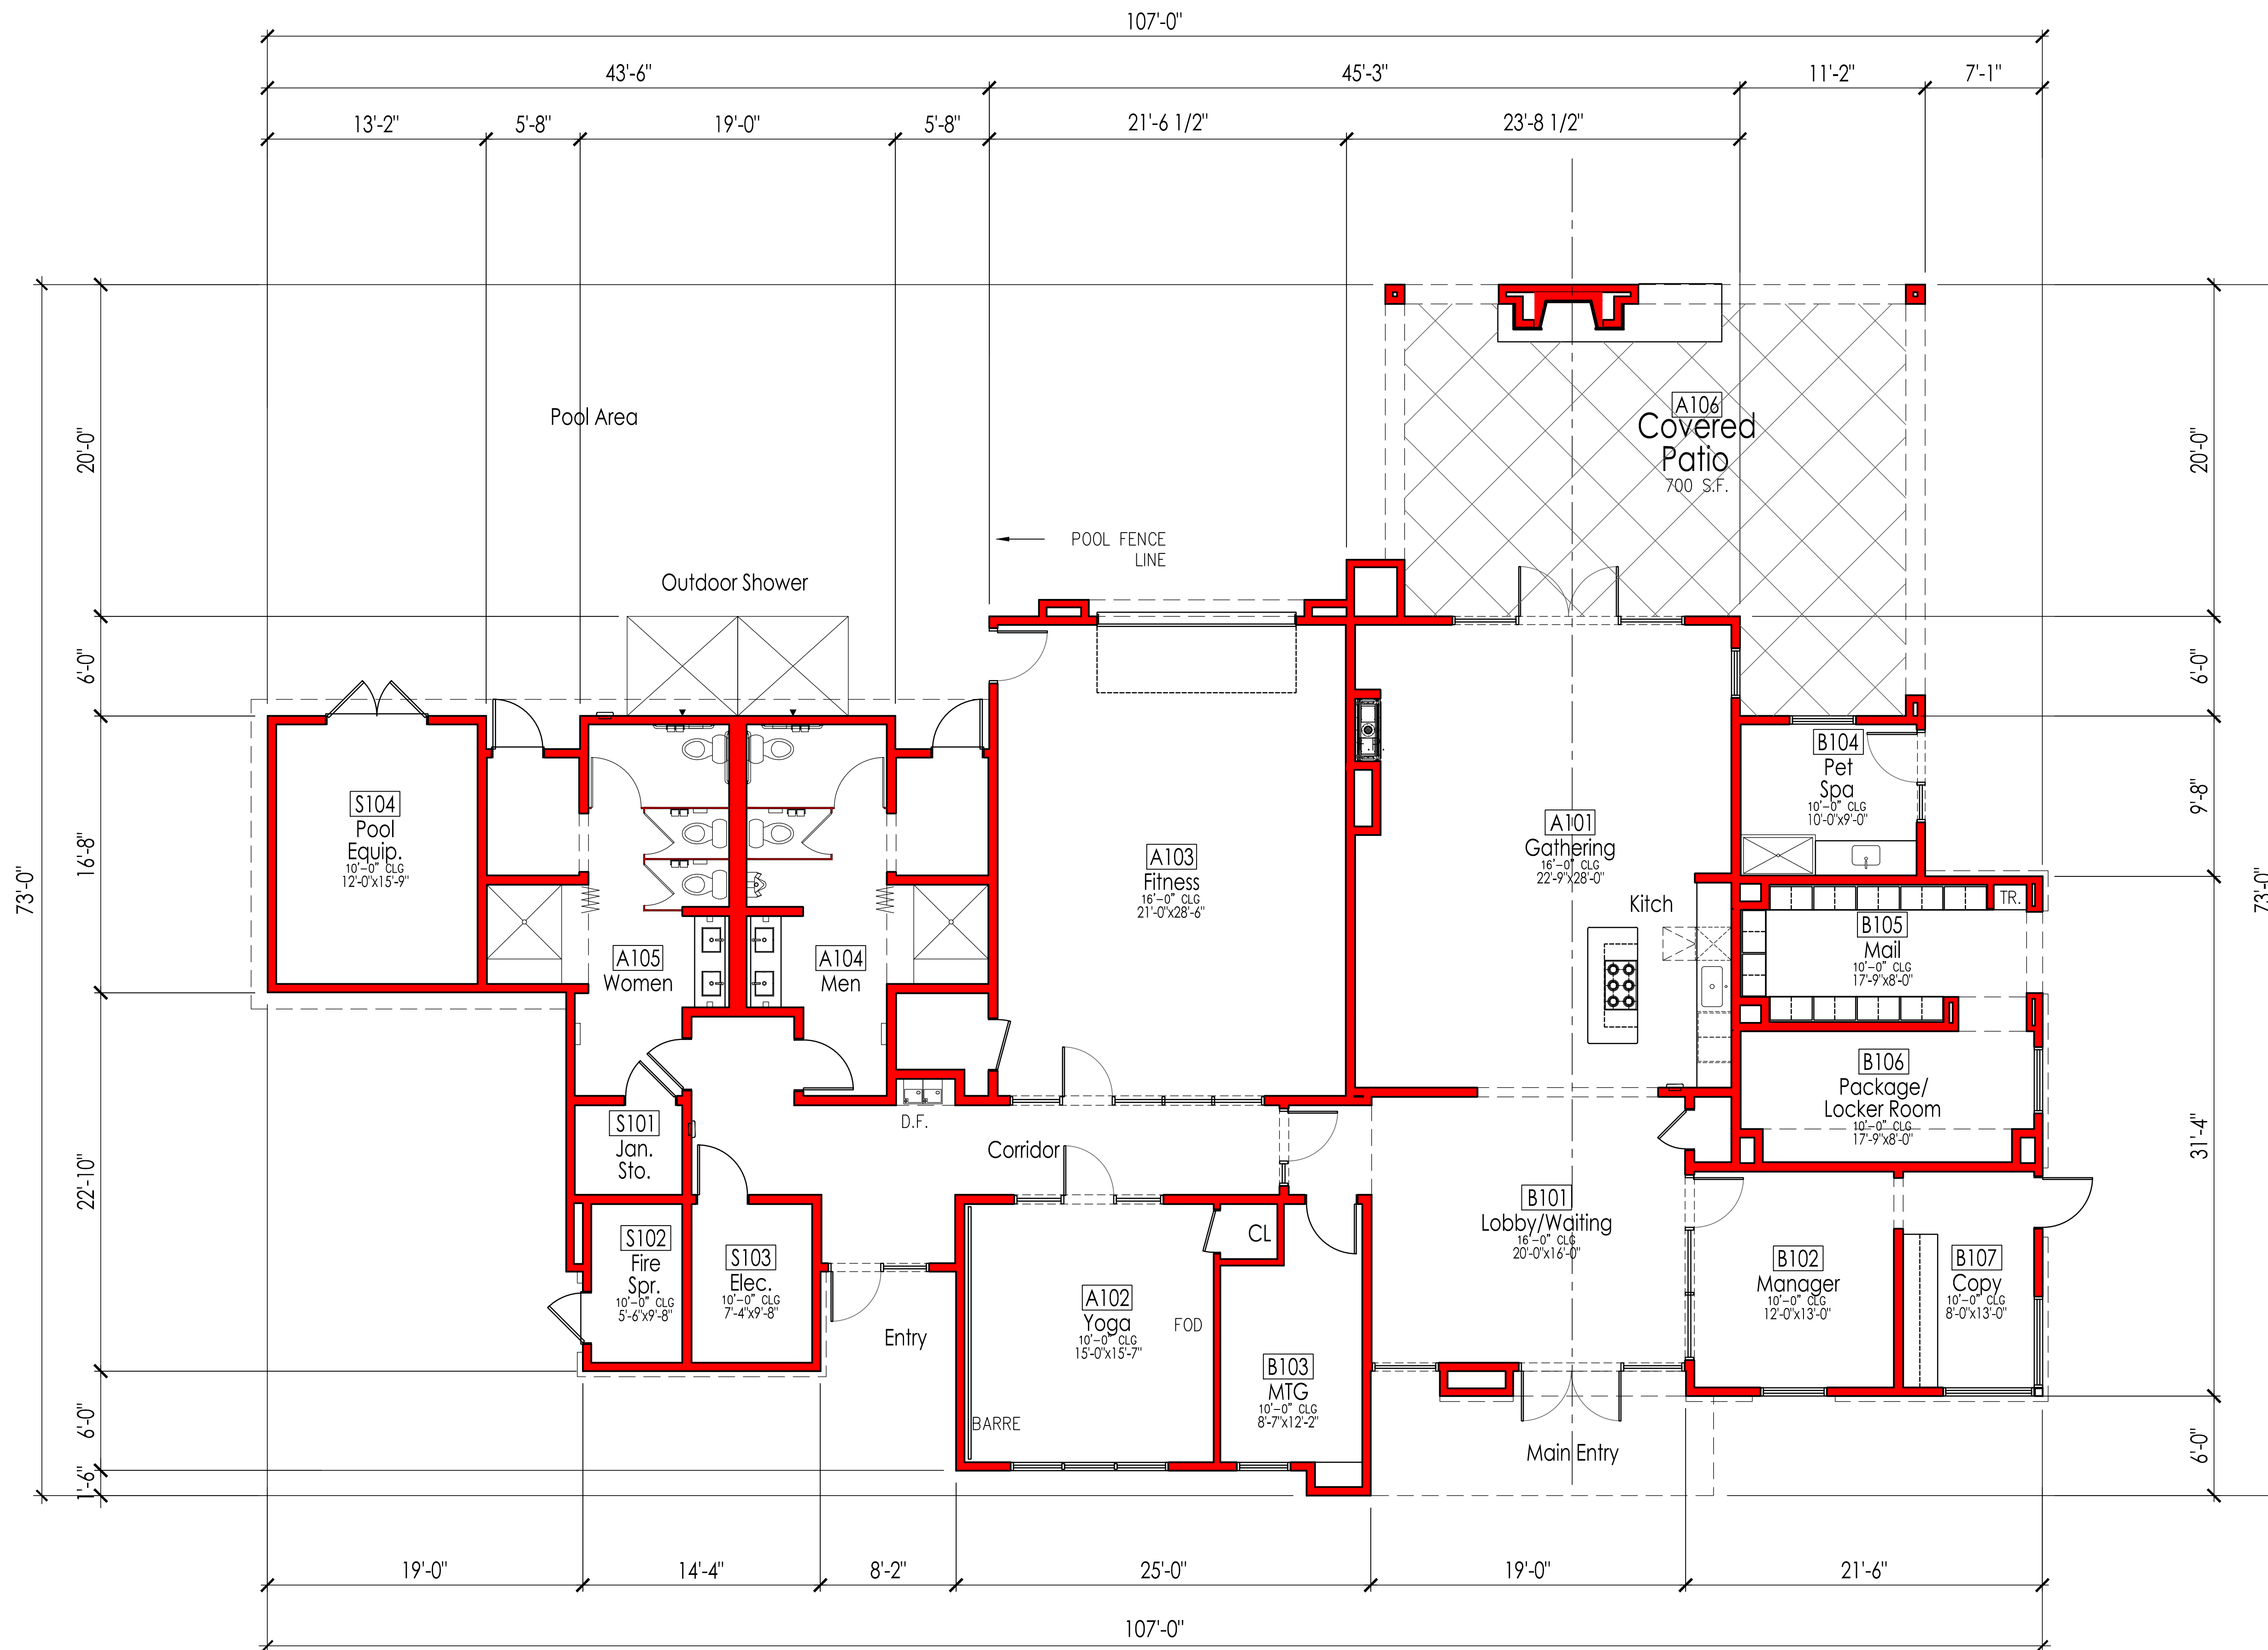 107'-0"
43'-6"
45'-3"
11'-2"
7'-1"
13'-2"
5'-8"
19'-0"
5'-8"
21'-6 1/2"
23'-8 1/2"
73'-0"
20'-0"
6'-0"
16'-8"
22'-10"
6'-0"
1'-6"
Pool Area
Outdoor Shower
POOL FENCE
LINE
A106
Covered
Patio
700 S.F.
S104
Pool
Equip.
10'-0" CLG
12'-0"x15'-9"
A105
Women
A104
Men
A103
Fitness
16'-0" CLG
21'-0"x28'-6"
A101
Gathering
16'-0" CLG
22'-9"x28'-0"
Kitch
B104
Pet
Spa
10'-0" CLG
10'-0"x9'-0"
TR.
B105
Mail
10'-0" CLG
17'-9"x8'-0"
B106
Package/
Locker Room
10'-0" CLG
17'-9"x8'-0"
D.F.
S101
Jan.
Sto.
Corridor
S102
Fire
Spr.
10'-0" CLG
5'-6"x9'-8"
S103
Elec.
10'-0" CLG
7'-4"x9'-8"
Entry
A102
Yoga
10'-0" CLG
15'-0"x15'-7"
FOD
BARRE
CL
B103
MTG
10'-0" CLG
8'-7"x12'-2"
B101
Lobby/Waiting
16'-0" CLG
20'-0"x16'-0"
Main Entry
B102
Manager
10'-0" CLG
12'-0"x13'-0"
B107
Copy
10'-0" CLG
8'-0"x13'-0"
20'-0"
6'-0"
9'-8"
31'-4"
6'-0"
73'-0"
19'-0"
14'-4"
8'-2"
25'-0"
19'-0"
21'-6"
107'-0"